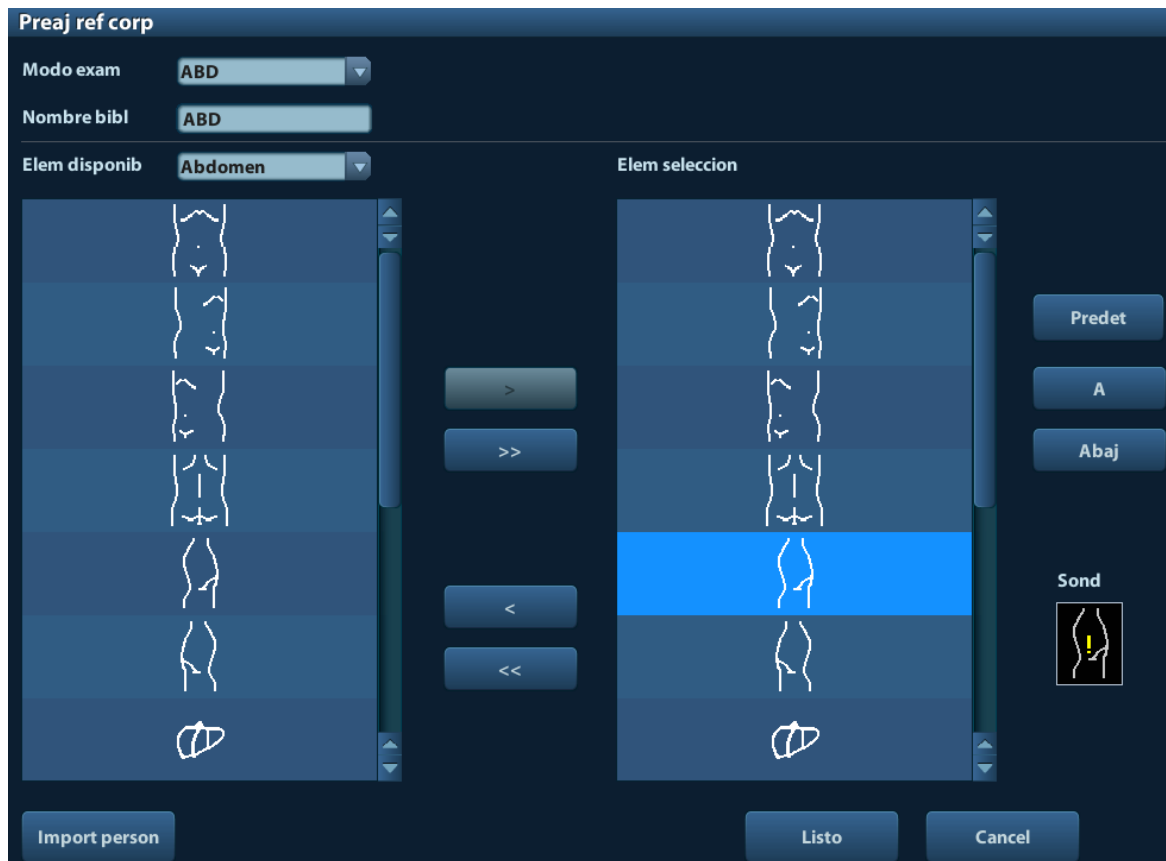 Preaj ref corp
Modo exam ABD
Nombre bibl ABD
Elem disponib Abdomen Elem seleccion
Predet
> A
>> Abaj
Sond
<
<<
Import person Listo Cancel